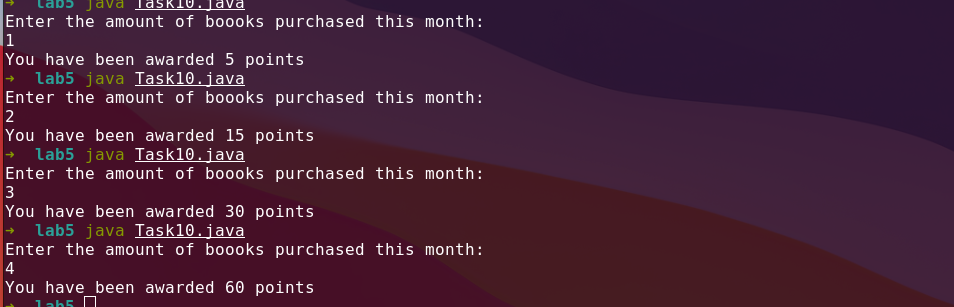 ➜ lab5 java Task10.java
Enter the amount of boooks purchased this month:
1
You have been awarded 5 points
➜ lab5 java Task10.java
Enter the amount of boooks purchased this month:
2
You have been awarded 15 points
➜ lab5 java Task10.java
Enter the amount of boooks purchased this month:
3
You have been awarded 30 points
➜ lab5 java Task10.java
Enter the amount of boooks purchased this month:
4
You have been awarded 60 points
➜ lab5